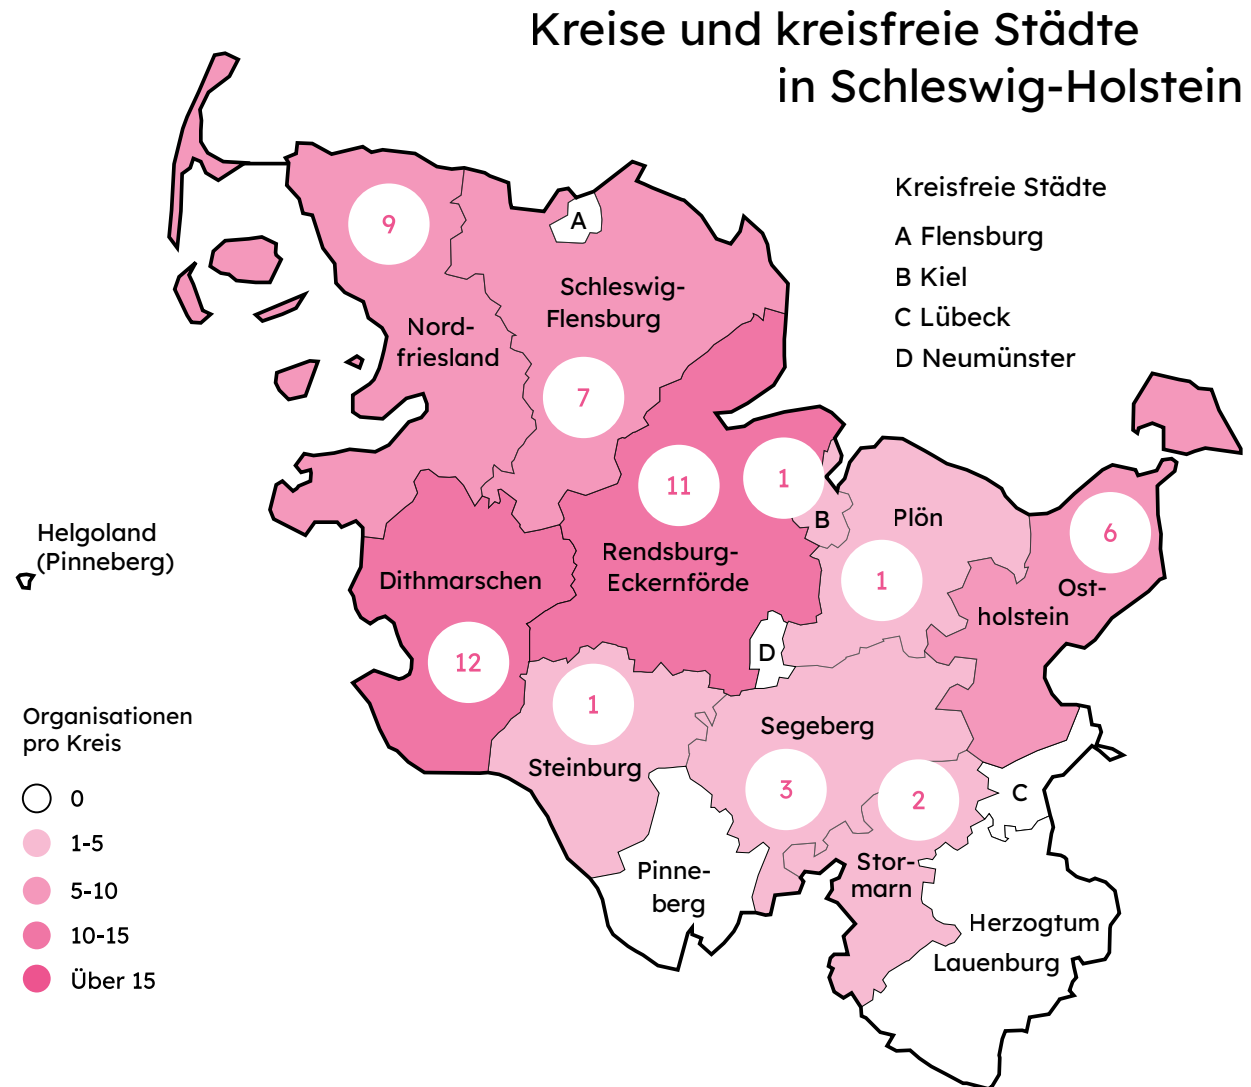 Kreise und kreisfreie Städte
in Schleswig-Holstein
Kreisfreie Städte
A Flensburg
B Kiel
C Lübeck
D Neumünster
9
A
Schleswig-
Flensburg
Nord-
friesland
7
11
1
B
Plön
6
Helgoland
(Pinneberg)
Rendsburg-
Eckernförde
Dithmarschen
1
Ost-
holstein
12
D
1
Segeberg
Steinburg
3
2
C
Organisationen
pro Kreis
0
1-5
5-10
10-15
Über 15
Pinne-
berg
Stor-
marn
Herzogtum
Lauenburg